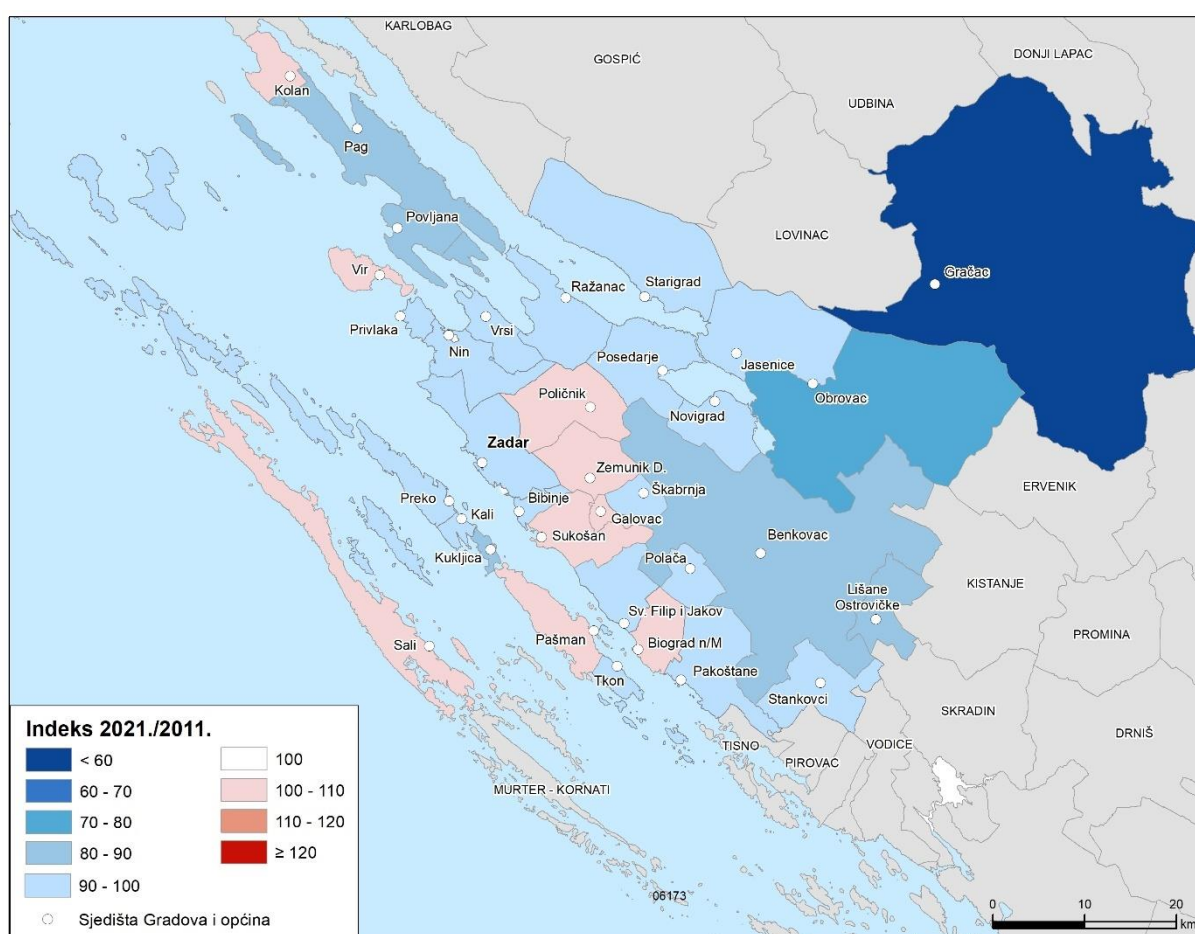 KARLOBAG
GOSPIĆ
DONJI LAPAC
UDBINA
Kolan
Pag
Povljana
LOVINAC
Vir
Ražanac
Starigrad
Gračac
Privlaka
Vrsi
Nin
Posedarje
Jasenice
Obrovac
Poličnik
Novigrad
Zadar
Zemunik D.
ERVENIK
Škabrnja
Preko
Bibinje
Kali
Galovac
Sukošan
Benkovac
Kukljica
Polača
KISTANJE
Lišane
Ostrovičke
Sv. Filip i Jakov
PROMINA
Pašman
Biograd n/M
Sali
Tkon
Pakoštane
Stankovci
SKRADIN
DRNIŠ
TISNO
VODICE
PIROVAC
MURTER - KORNATI
06173
Indeks 2021./2011.
< 60
60 - 70
70 - 80
80 - 90
90 - 100
100
100 - 110
110 - 120
≥ 120
Sjedišta Gradova i općina
0 10 20
km